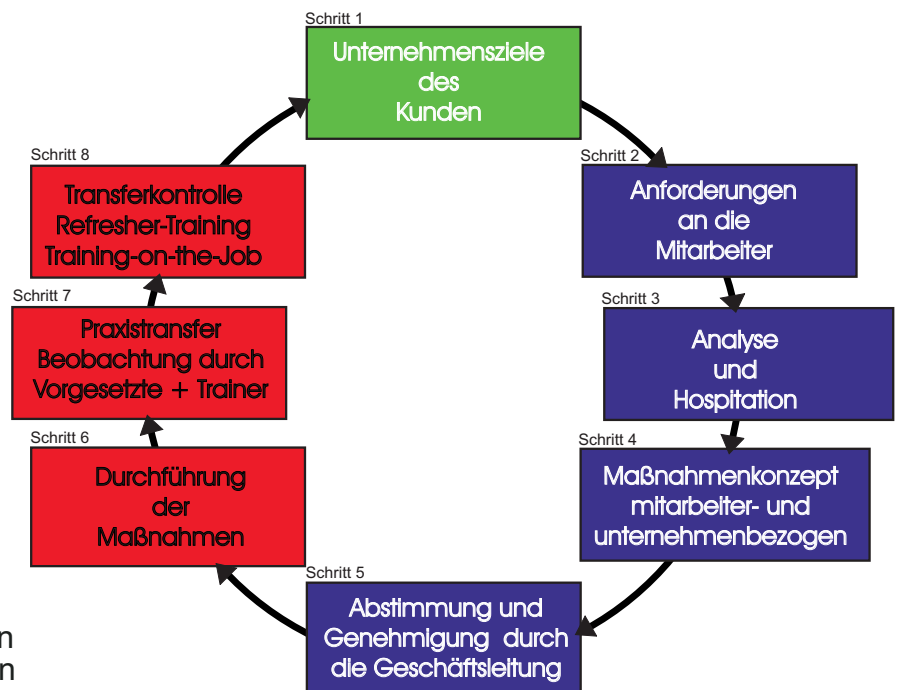 Schritt 1
Unternehmensziele
des
Kunden
Schritt 2
Anforderungen
an die
Mitarbeiter
Schritt 3
Analyse
und
Hospitation
Schritt 4
Maßnahmenkonzept
mitarbeiter- und
unternehmenbezogen
Schritt 5
Abstimmung und
Genehmigung durch
die Geschäftsleitung
Schritt 6
Durchführung
der
Maßnahmen
Schritt 7
Praxistransfer
Beobachtung durch
Vorgesetzte + Trainer
Schritt 8
Transferkontrolle
Refresher-Training
Training-on-the-Job
n
n